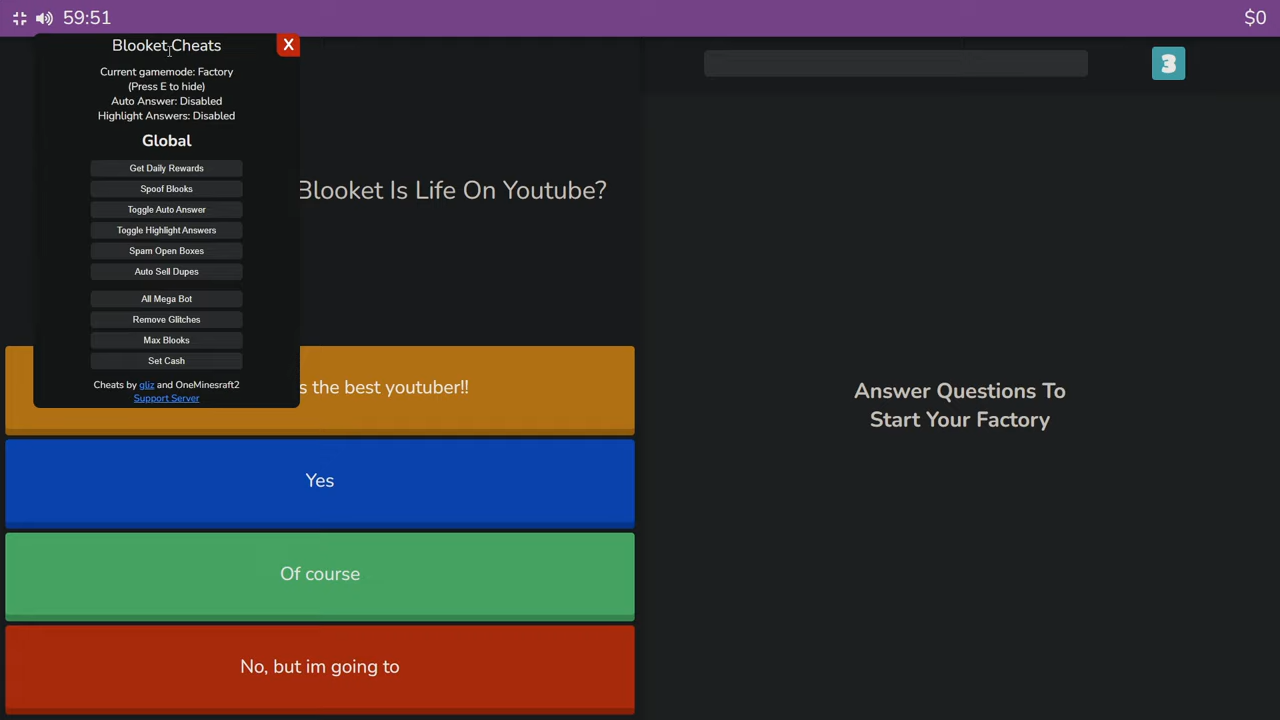 59:51
$0
Blooket Cheats
X
Current gamemode: Factory
(Press E to hide)
Auto Answer: Disabled
Highlight Answers: Disabled
Global
Get Daily Rewards
Spoof Blooks
Toggle Auto Answer
Toggle Highlight Answers
Spam Open Boxes
Auto Sell Dupes
All Mega Bot
Remove Glitches
Max Blooks
Set Cash
Cheats by gliz and OneMinesraft2
Support Server
Blooket Is Life On Youtube?
s the best youtuber!!
Yes
Of course
No, but im going to
3
Answer Questions To
Start Your Factory